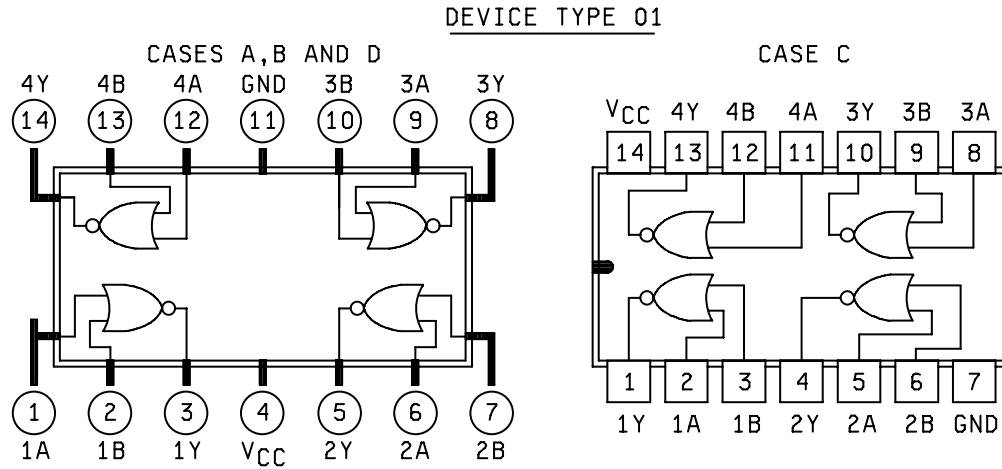 DEVICE TYPE 01
CASES A,B AND D
4Y 4B 4A GND 3B 3A 3Y
14 13 12 11 10 9 8
1 2 3 4 5 6 7
1A 1B 1Y VCC 2Y 2A 2B
CASE C
VCC 4Y 4B 4A 3Y 3B 3A
14 13 12 11 10 9 8
1 2 3 4 5 6 7
1Y 1A 1B 2Y 2A 2B GND